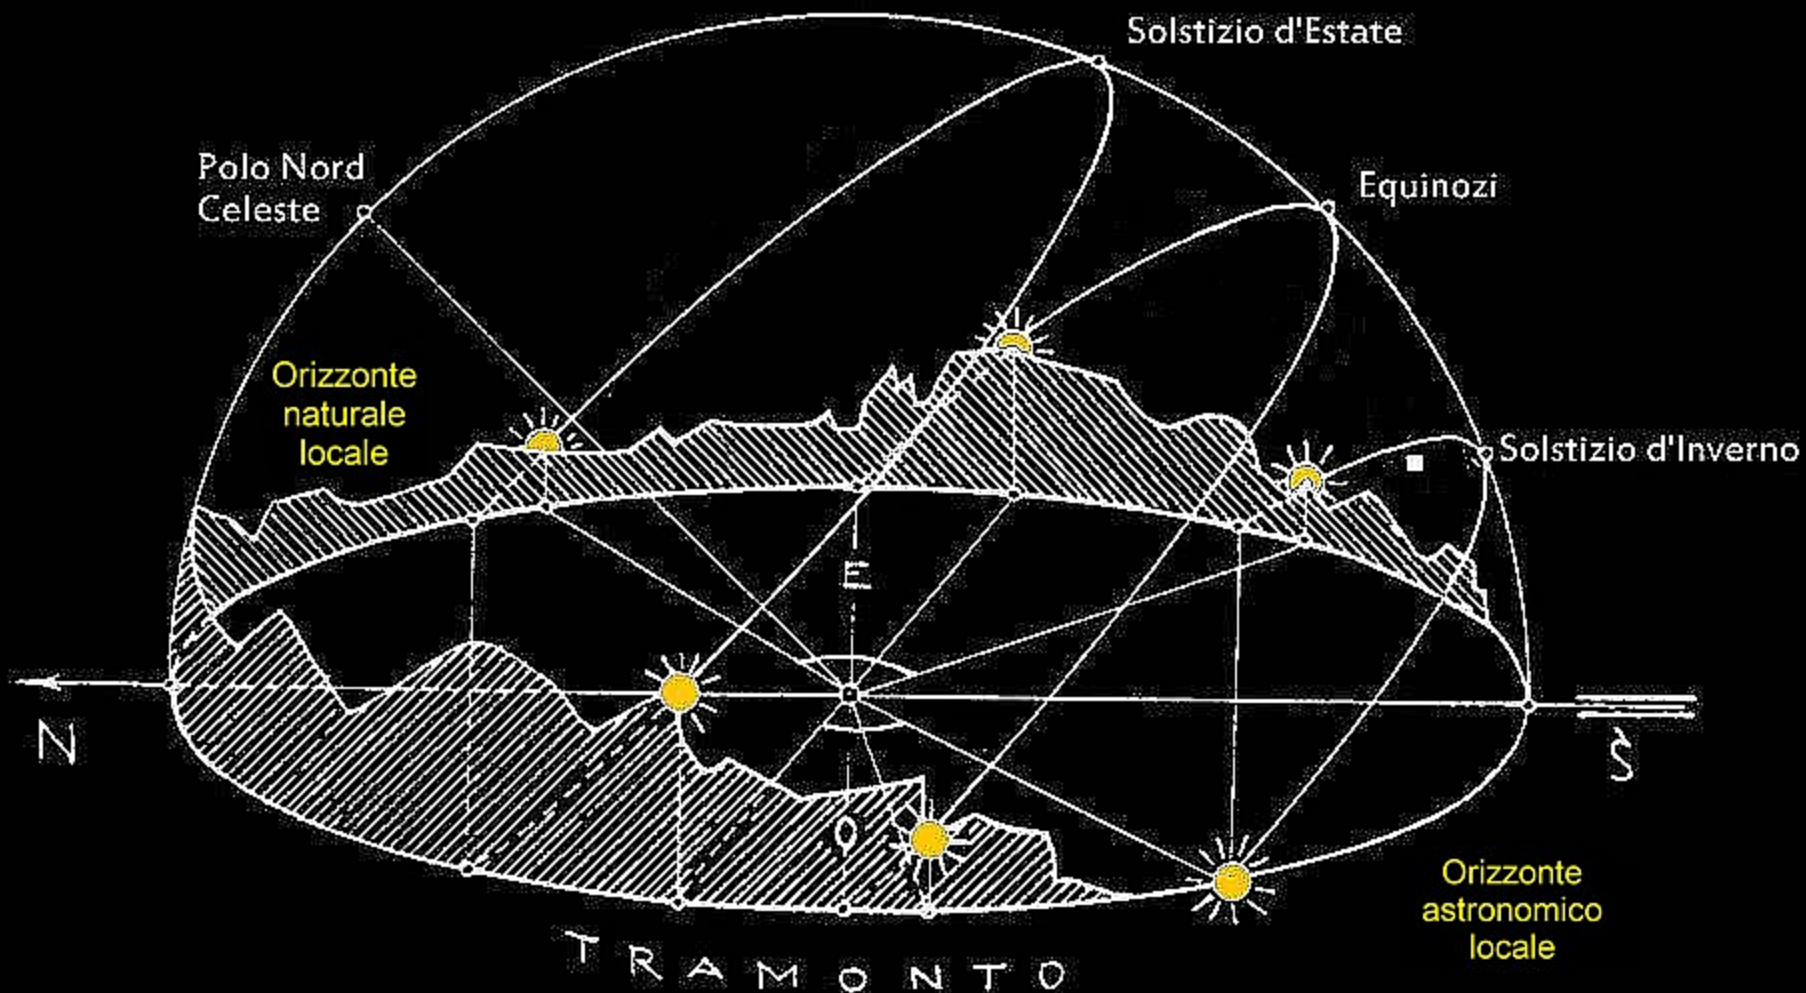 Solstizio d'Estate
Polo Nord
Celeste
Equinozi
Orizzonte
naturale
locale
Solstizio d'Inverno
E
N
S
O
Orizzonte
astronomico
locale
TRAMONTO